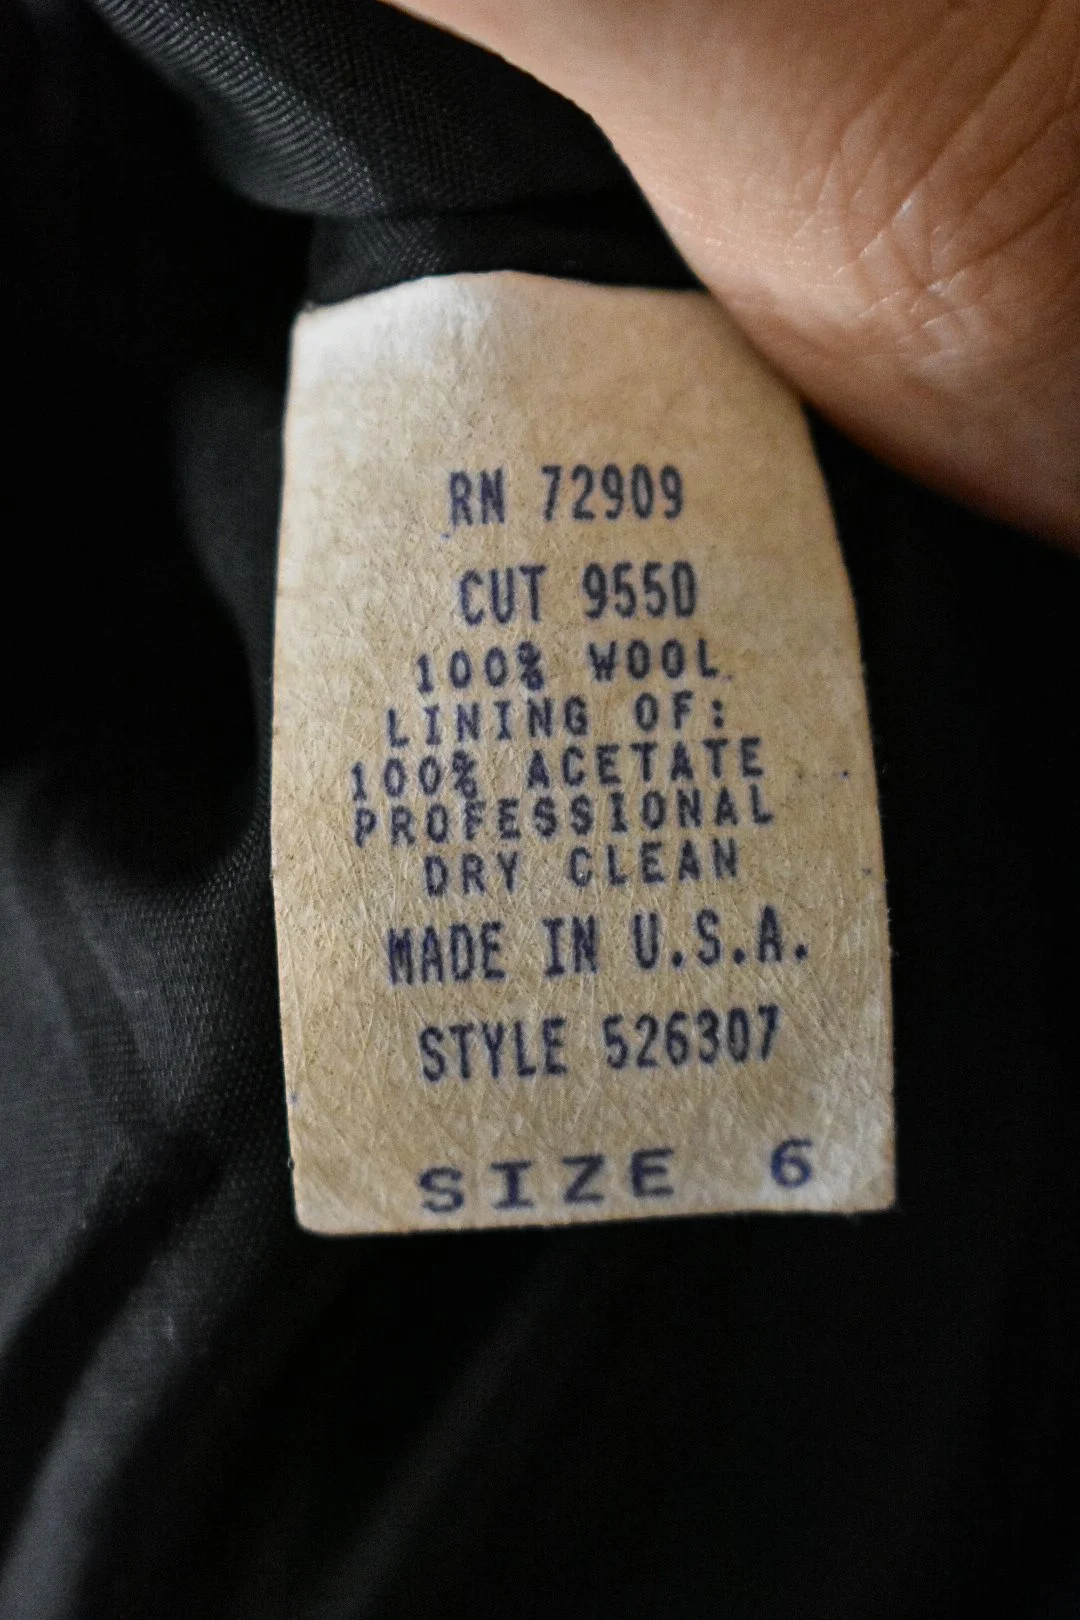 RN 72909
CUT 9550
100% WOOL
LINING OF:
100% ACETATE
PROFESSIONAL
DRY CLEAN
MADE IN U.S.A.
STYLE 526307
SIZE 6